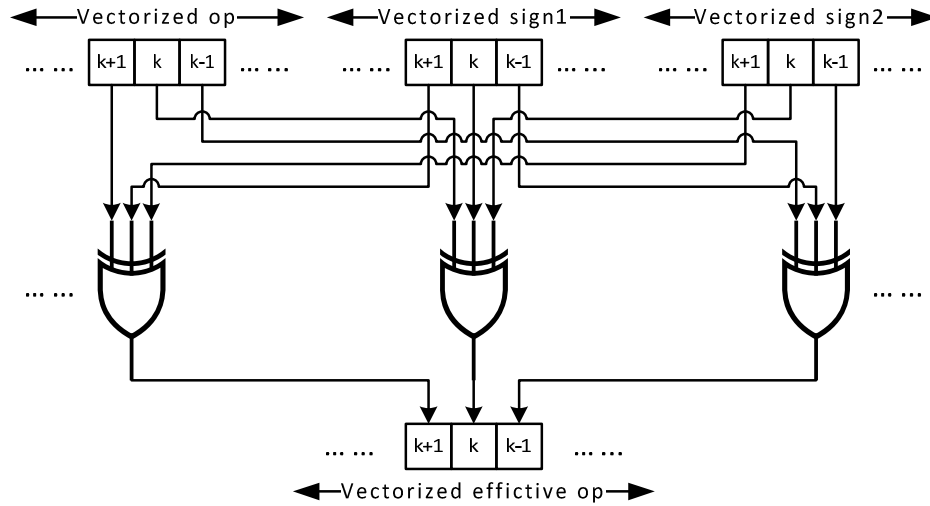 Vectorized op Vectorized sign1 Vectorized sign2
... ... k+1 k k-1 ... ... ... ... k+1 k k-1 ... ... ... ... k+1 k k-1 ... ...
... ... ... ...
... ... k+1 k k-1 ... ...
Vectorized effictive op